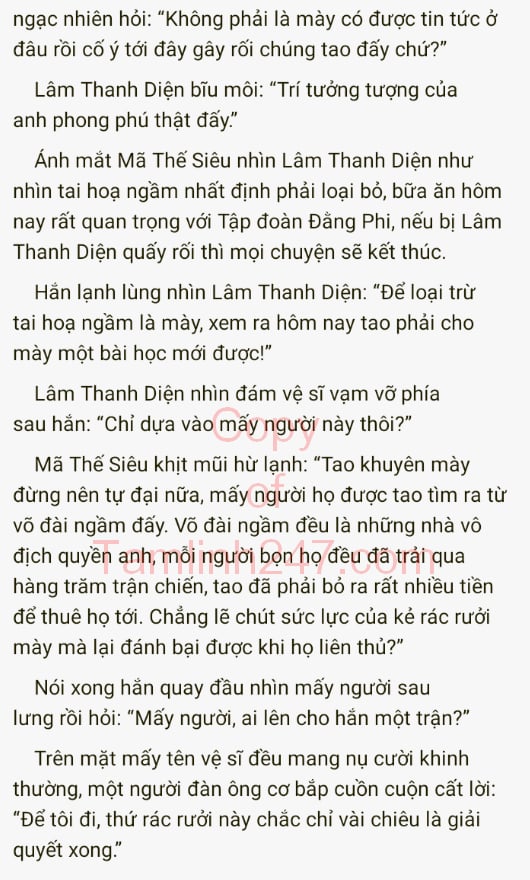 ngạc nhiên hỏi: “Không phải là mày có được tin tức ở
đâu rồi cố ý tới đây gây rối chúng tao đấy chứ?”
Lâm Thanh Diện bĩu môi: “Trí tưởng tượng của
anh phong phú thật đấy.”
Ánh mắt Mã Thế Siêu nhìn Lâm Thanh Diện như
nhìn tai hoạ ngầm nhất định phải loại bỏ, bữa ăn hôm
nay rất quan trọng với Tập đoàn Đằng Phi, nếu bị Lâm
Thanh Diện quấy rối thì mọi chuyện sẽ kết thúc.
Hắn lạnh lùng nhìn Lâm Thanh Diện: “Để loại trừ
tai hoạ ngầm là mày, xem ra hôm nay tao phải cho
mày một bài học mới được!”
Lâm Thanh Diện nhìn đám vệ sĩ vạm vỡ phía
sau hắn: “Chỉ dựa vào mấy người này thôi?”
Copy
Mã Thế Siêu khịt mũi hừ lạnh: “Tao khuyên mày
đừng nên tự đại nữa, mấy người họ được tao tìm ra từ
of
võ đài ngầm đấy. Võ đài ngầm đều là những nhà vô
địch quyền anh, mỗi người bọn họ đều đã trải qua
Tamlinh247.com
hàng trăm trận chiến, tao đã phải bỏ ra rất nhiều tiền
để thuê họ tới. Chẳng lẽ chút sức lực của kẻ rác rưởi
mày mà lại đánh bại được khi họ liên thủ?”
Nói xong hắn quay đầu nhìn mấy người sau
lưng rồi hỏi: “Mấy người, ai lên cho hắn một trận?”
Trên mặt mấy tên vệ sĩ đều mang nụ cười khinh
thường, một người đàn ông cơ bắp cuồn cuộn cất lời:
“Để tôi đi, thứ rác rưởi này chắc chỉ vài chiêu là giải
quyết xong.”